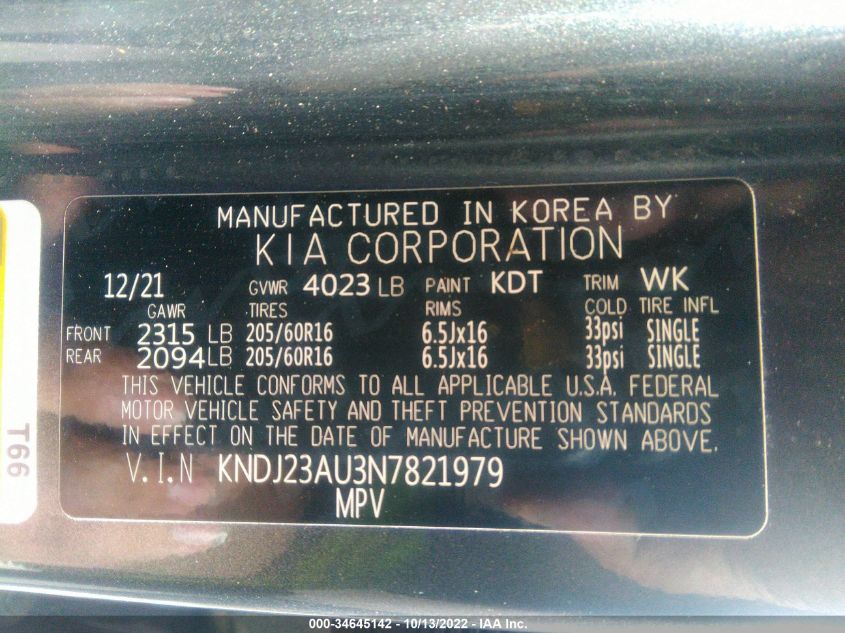 MANUFACTURED IN KOREA BY
KIA CORPORATION
12/21 GVWR 4023 LB PAINT KDT TRIM WK
GAWR TIRES RIMS COLD TIRE INFL
FRONT 2315 LB 205/60R16 6.5Jx16 33psi SINGLE
REAR 2094LB 205/60R16 6.5Jx16 33psi SINGLE
THIS VEHICLE CONFORMS TO ALL APPLICABLE U.S.A. FEDERAL
MOTOR VEHICLE SAFETY AND THEFT PREVENTION STANDARDS
IN EFFECT ON THE DATE OF MANUFACTURE SHOWN ABOVE.
V.I.N KNDJ23AU3N7821979
MPV
T66
000-34645142 - 10/13/2022 - IAA Inc.